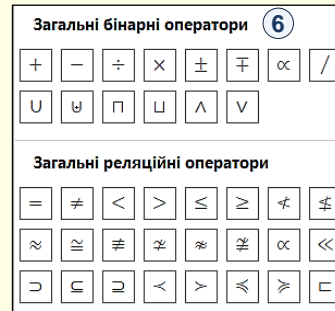 Загальні бінарні оператори 6
+ − ÷ × ± ∓ ∝ /
∪ ⊎ ⊓ ⊔ ∧ ∨
Загальні реляційні оператори
= ≠ < > ≤ ≥ ≮ ≰
≈ ≅ ≢ ≄ ≉ ≇ ∝ ≪
⊃ ⊆ ⊇ ≺ ≻ ≼ ≽ ⊏